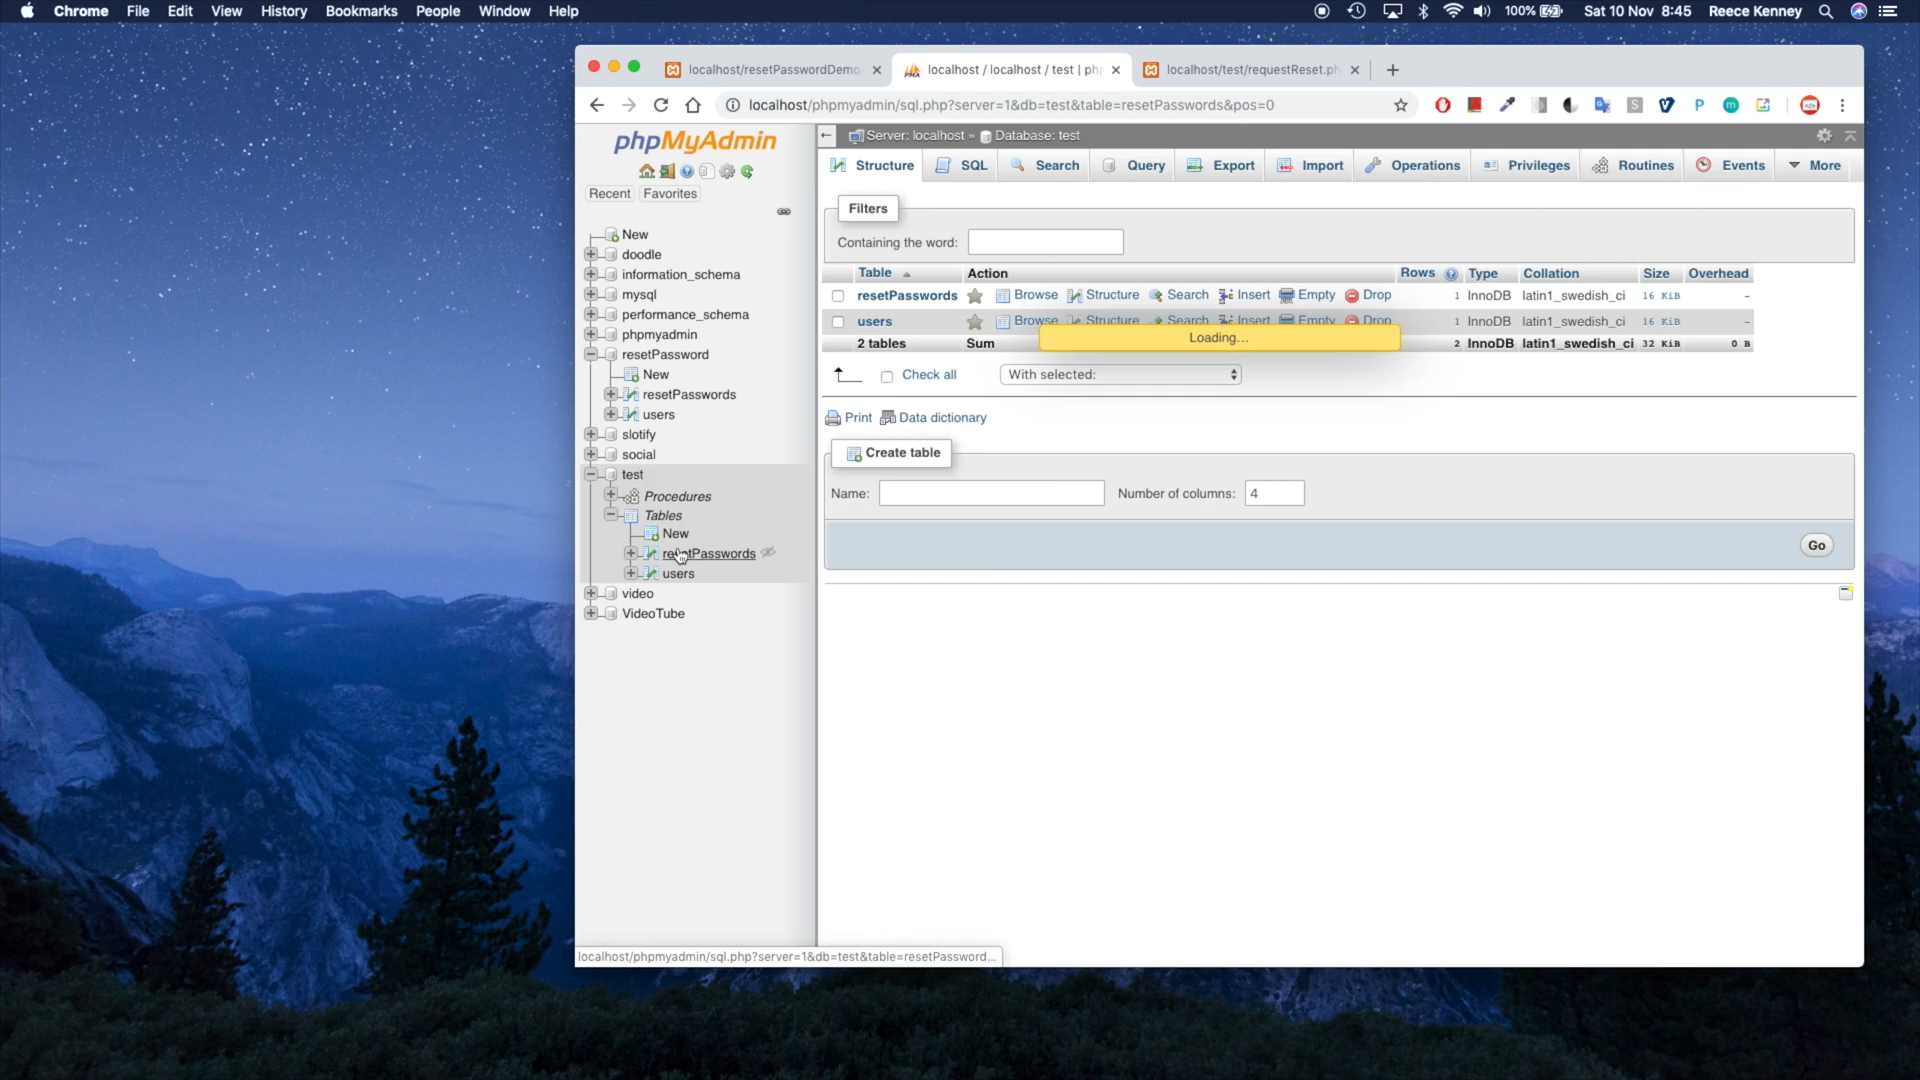 Chrome File Edit View History Bookmarks People Window Help
100% Sat 10 Nov 8:45 Reece Kenney
localhost/resetPasswordDemo
localhost / localhost / test | php
localhost/test/requestReset.ph
localhost/phpmyadmin/sql.php?server=1&db=test&table=resetPasswords&pos=0
phpMyAdmin
Recent Favorites
New
doodle
information_schema
mysql
performance_schema
phpmyadmin
resetPassword
New
resetPasswords
users
slotify
social
test
Procedures
Tables
New
resetPasswords
users
video
VideoTube
Server: localhost » Database: test
Structure SQL Search Query Export Import Operations Privileges Routines Events More
Filters
Containing the word:
Table Action Rows Type Collation Size Overhead
resetPasswords Browse Structure Search Insert Empty Drop 1 InnoDB latin1_swedish_ci 16 KiB –
users Browse Structure Search Insert Empty Drop 1 InnoDB latin1_swedish_ci 16 KiB –
Loading…
2 tables Sum 2 InnoDB latin1_swedish_ci 32 KiB 0 B
Check all With selected:
Print Data dictionary
Create table
Name: Number of columns: 4
Go
localhost/phpmyadmin/sql.php?server=1&db=test&table=resetPassword...